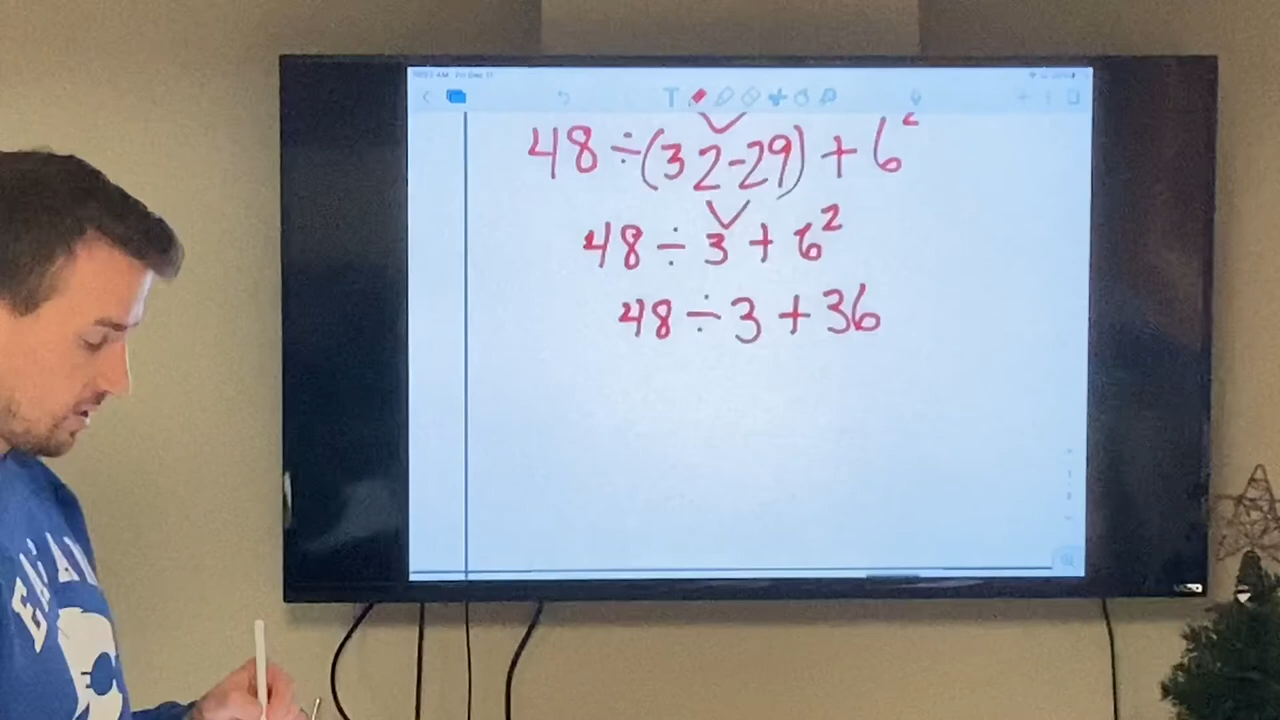 48 ÷ (32-29) + 6²
48 ÷ 3 + 6²
48 ÷ 3 + 36